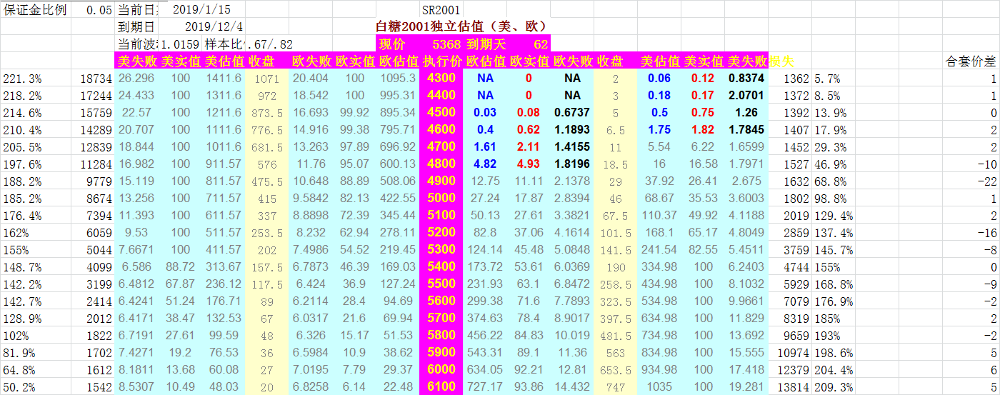 保证金比例 0.05 当前日 2019/1/15 SR2001
到期日 2019/12/4 白糖2001独立估值（美、欧）
当前波 1.0159 样本比 .67/.82 现价 5368 到期天 62
美失败 美实值 美估值 收盘 欧失败 欧实值 欧估值 执行价 欧估值 欧实值 欧失败 收盘 美估值 美实值 美失败 损失 合套价差
221.3% 18734 26.296 100 1411.6 1071 20.404 100 1095.3 4300 NA 0 NA 2 0.06 0.12 0.8374 1362 5.7% 1
218.2% 17244 24.433 100 1311.6 972 18.542 100 995.31 4400 NA 0 NA 3 0.18 0.17 2.0701 1372 8.5% 1
214.6% 15759 22.57 100 1211.6 873.5 16.693 99.92 895.34 4500 0.03 0.08 0.6737 5 0.5 0.75 1.26 1392 13.9% 0
210.4% 14289 20.707 100 1111.6 776.5 14.916 99.38 795.71 4600 0.4 0.62 1.1893 6.5 1.75 1.82 1.7845 1407 17.9% 2
205.5% 12839 18.844 100 1011.6 681.5 13.263 97.89 696.92 4700 1.61 2.11 1.4155 11 5.54 6.22 1.6599 1452 29.3% 2
197.6% 11284 16.982 100 911.57 576 11.76 95.07 600.13 4800 4.82 4.93 1.8196 18.5 16 16.58 1.7971 1527 46.9% -10
188.2% 9779 15.119 100 811.57 475.5 10.648 88.89 508.06 4900 12.75 11.11 2.1378 29 37.92 26.41 2.675 1632 68.8% -22
185.2% 8674 13.256 100 711.57 415 9.5842 82.13 422.55 5000 27.24 17.87 2.8394 46 68.67 35.53 3.6003 1802 98.8% 1
176.4% 7394 11.393 100 611.57 337 8.8898 72.39 345.44 5100 50.13 27.61 3.3821 67.5 110.37 49.92 4.1188 2019 129.4% 2
162% 6059 9.53 100 511.57 253.5 8.232 62.94 278.11 5200 82.8 37.06 4.1614 101.5 168.1 65.17 4.8049 2859 137.4% -16
155% 5044 7.6671 100 411.57 202 7.4986 54.52 219.45 5300 124.14 45.48 5.0848 141.5 241.54 82.55 5.4511 3759 145.7% -8
148.7% 4099 6.586 88.72 313.67 157.5 6.7873 46.39 169.03 5400 173.72 53.61 6.0369 190 334.98 100 6.2403 4744 155% 0
142.2% 3199 6.4812 67.87 236.12 117.5 6.424 36.9 127.24 5500 231.93 63.1 6.8472 258.5 434.98 100 8.1032 5929 168.8% -9
142.7% 2414 6.4241 51.24 176.71 89 6.2114 28.4 94.69 5600 299.38 71.6 7.7893 323.5 534.98 100 9.9661 7079 176.9% -2
128.9% 2012 6.4171 38.47 132.53 67 6.0317 21.6 69.94 5700 374.63 78.4 8.9017 397.5 634.98 100 11.829 8319 185% 2
102% 1822 6.7191 27.61 99.59 48 6.326 15.17 51.53 5800 456.22 84.83 10.019 481.5 734.98 100 13.692 9659 193% -2
81.9% 1702 7.4271 19.2 76.53 36 6.5984 10.9 38.62 5900 543.31 89.1 11.36 563 834.98 100 15.555 10974 198.6% 5
64.8% 1612 8.1811 13.68 60.08 27 7.0195 7.79 29.37 6000 634.05 92.21 12.81 653.5 934.98 100 17.418 12379 204.4% 6
50.2% 1542 8.5307 10.49 48.03 20 6.8258 6.14 22.48 6100 727.17 93.86 14.432 747 1035 100 19.281 13814 209.3% 5